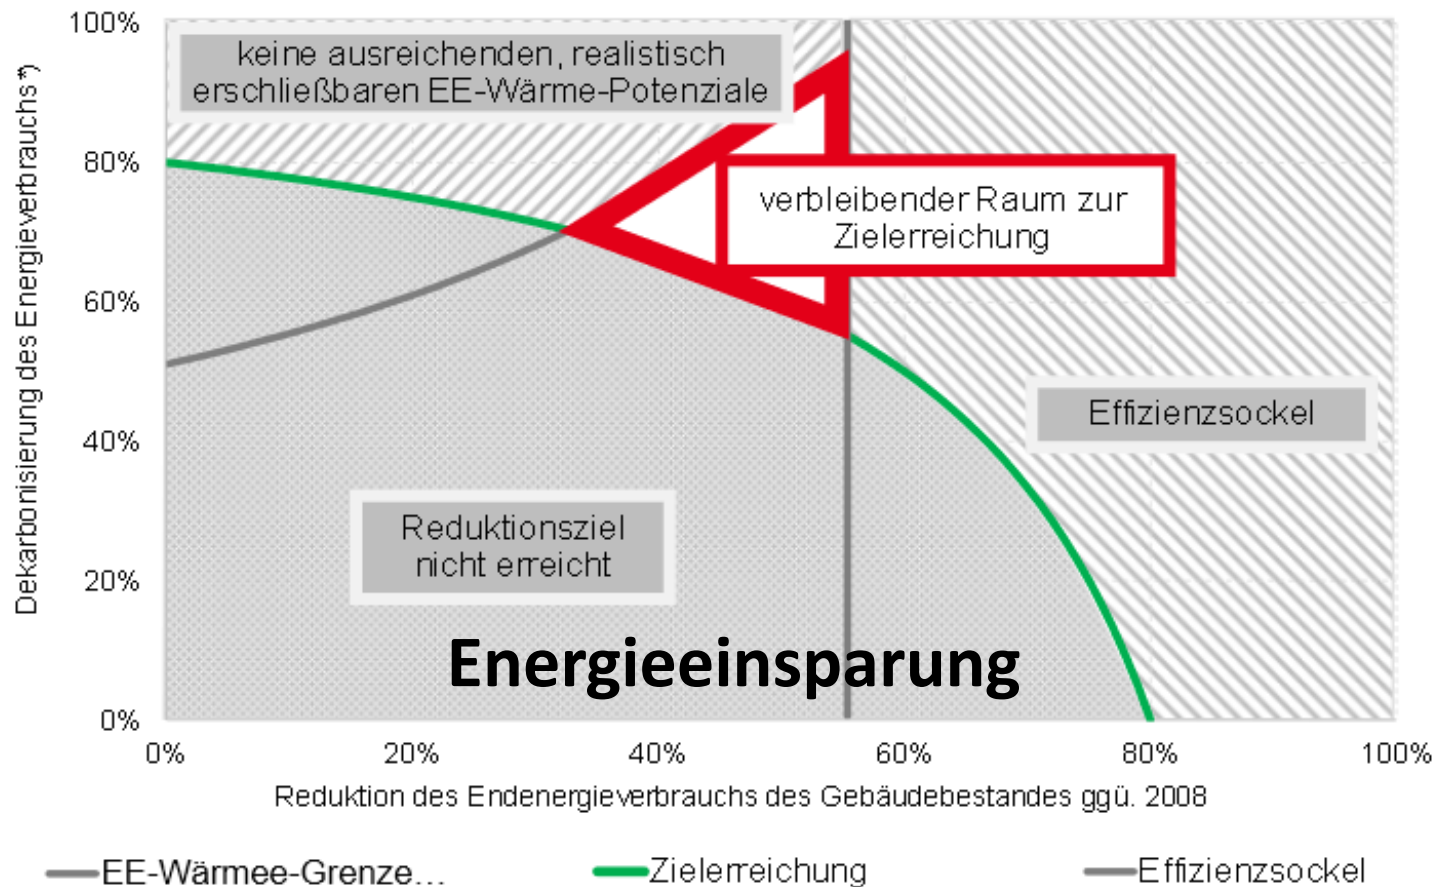 100%
keine ausreichenden, realistisch
erschließbaren EE-Wärme-Potenziale
80%
verbleibender Raum zur
Zielerreichung
60%
Effizienzsockel
40%
Reduktionsziel
nicht erreicht
20%
Energieeinsparung
0%
Dekarbonisierung des Energieverbrauchs*)
0%
20%
40%
60%
80%
100%
Reduktion des Endenergieverbrauchs des Gebäudebestandes ggü. 2008
EE-Wärmee-Grenze...
Zielerreichung
Effizienzsockel